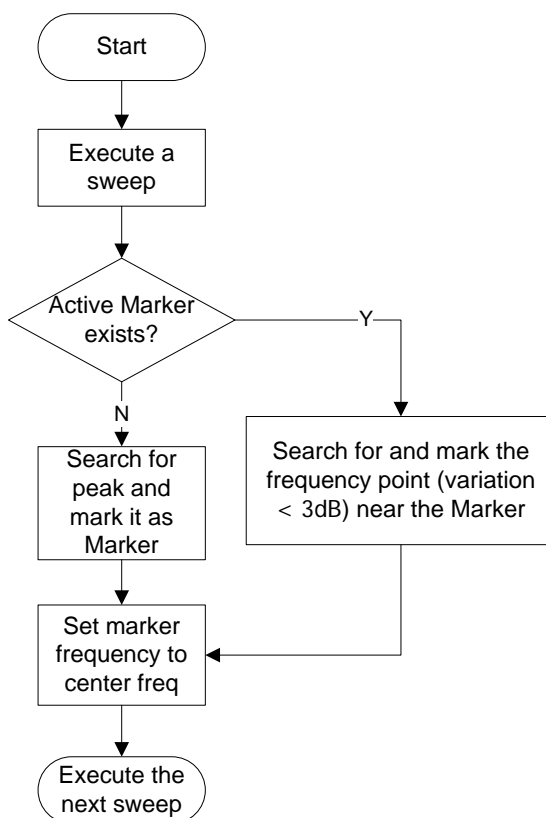 Start
Execute a
sweep
Active Marker
exists?
Y
N
Search for
peak and
mark it as
Marker
Search for and mark the
frequency point (variation
< 3dB) near the Marker
Set marker
frequency to
center freq
Execute the
next sweep